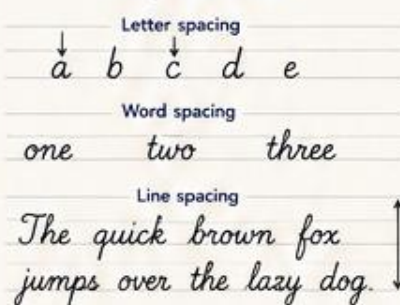 Letter spacing
a b c d e
Word spacing
one two three
Line spacing
The quick brown fox
jumps over the lazy dog.